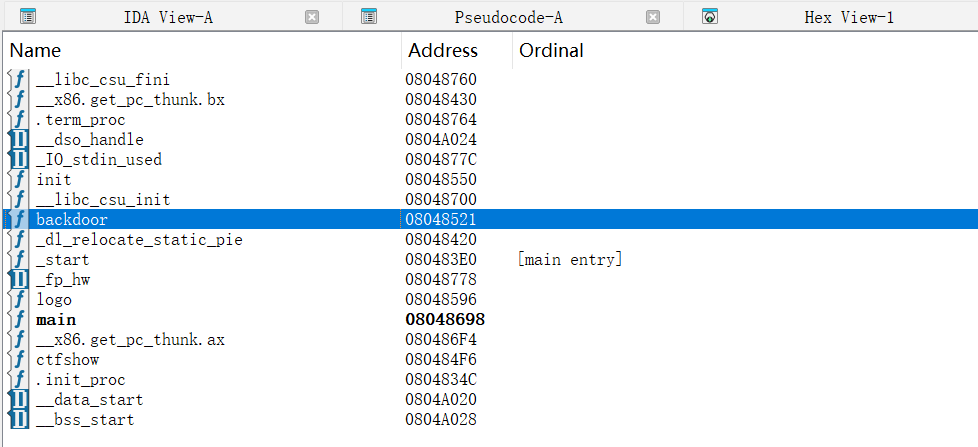 IDA View-A Pseudocode-A Hex View-1
Name Address Ordinal
__libc_csu_fini 08048760
__x86.get_pc_thunk.bx 08048430
.term_proc 08048764
__dso_handle 0804A024
_IO_stdin_used 0804877C
init 08048550
__libc_csu_init 08048700
backdoor 08048521
_dl_relocate_static_pie 08048420
_start 080483E0 [main entry]
_fp_hw 08048778
logo 08048596
main 08048698
__x86.get_pc_thunk.ax 080486F4
ctfshow 080484F6
.init_proc 0804834C
__data_start 0804A020
__bss_start 0804A028